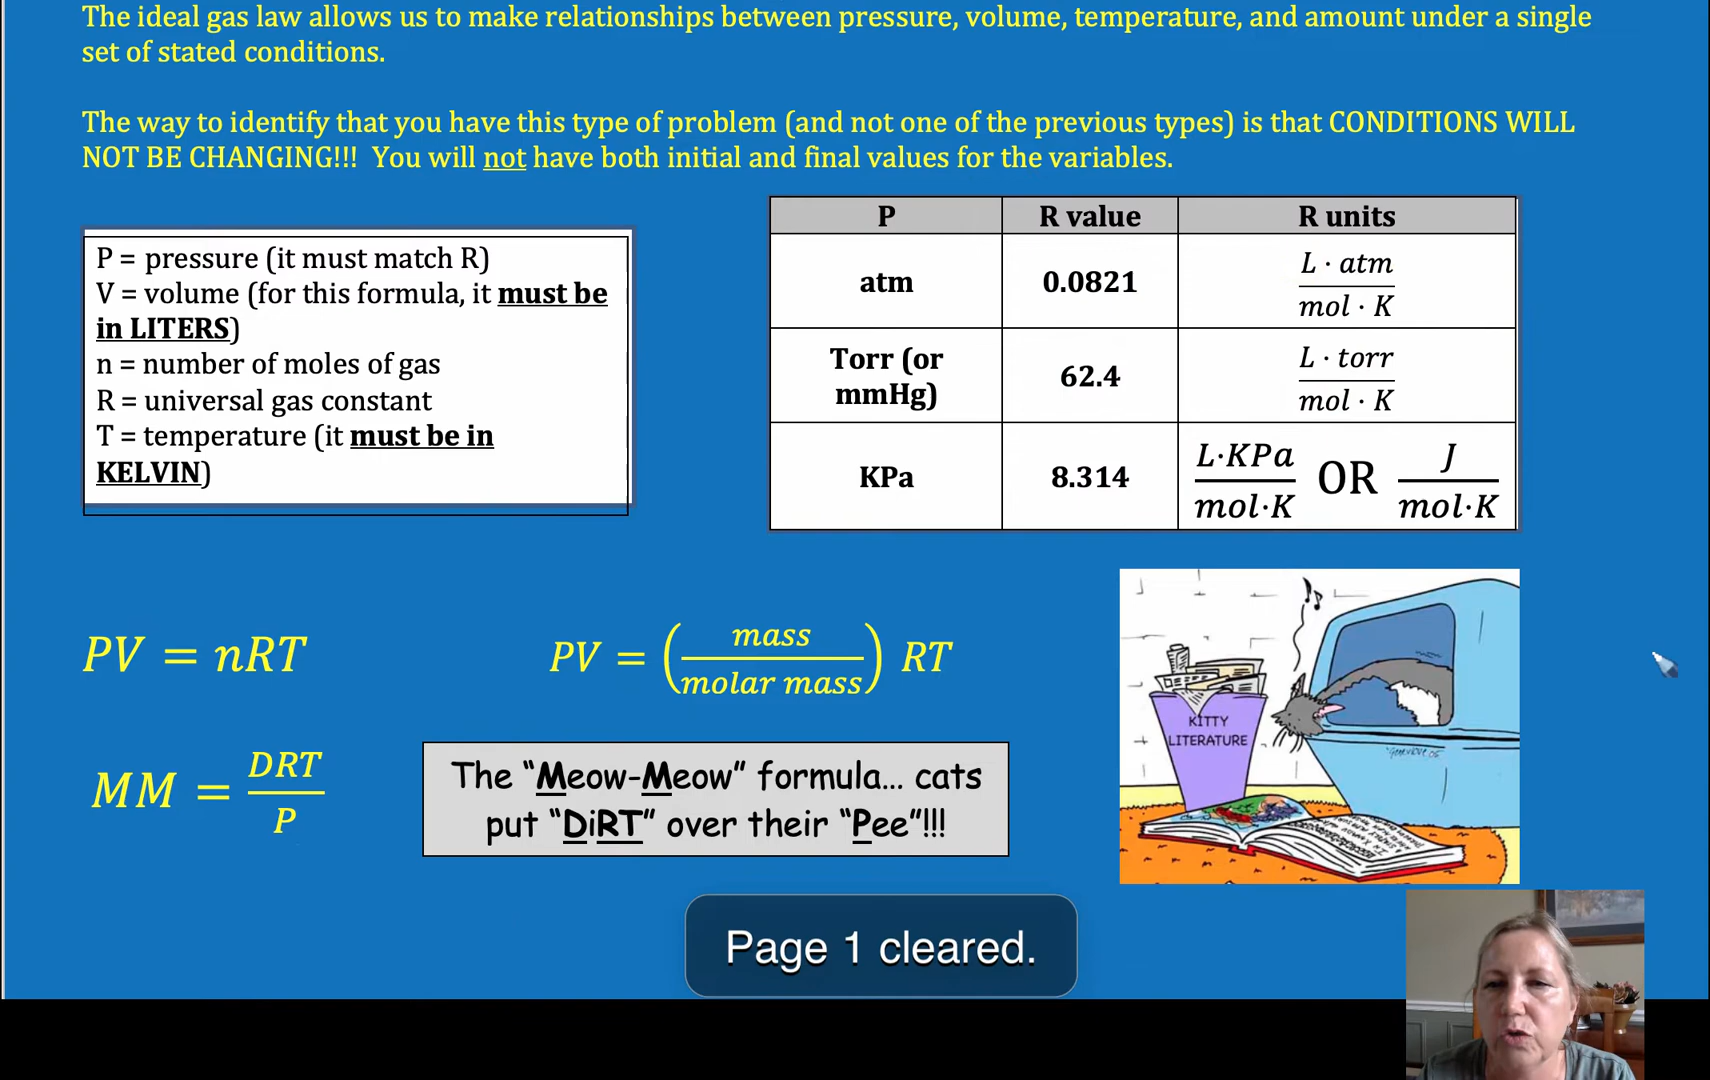 The ideal gas law allows us to make relationships between pressure, volume, temperature, and amount under a single
set of stated conditions.
The way to identify that you have this type of problem (and not one of the previous types) is that CONDITIONS WILL
NOT BE CHANGING!!! You will not have both initial and final values for the variables.
P = pressure (it must match R)
V = volume (for this formula, it must be
in LITERS)
n = number of moles of gas
R = universal gas constant
T = temperature (it must be in
KELVIN)
P R value R units
atm 0.0821 L · atm / mol · K
Torr (or
mmHg) 62.4 L · torr / mol · K
KPa 8.314 L·KPa / mol·K OR J / mol·K
PV = nRT
PV = (mass / molar mass) RT
MM = DRT / P
The “Meow-Meow” formula... cats
put “DiRT” over their “Pee”!!!
KITTY
LITERATURE
Page 1 cleared.